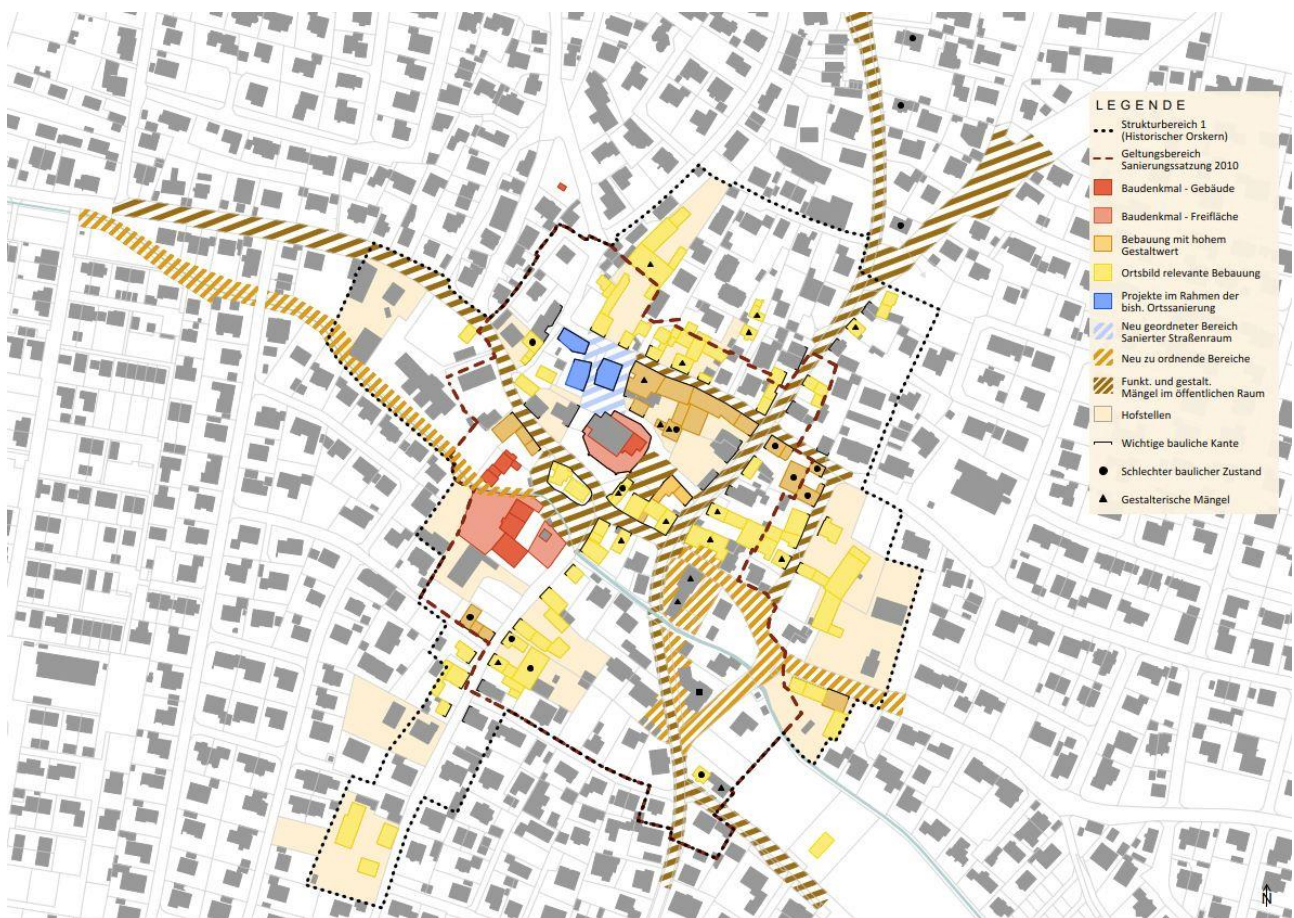 LEGENDE
Strukturbereich 1
(Historischer Orskern)
Geltungsbereich
Sanierungssatzung 2010
Baudenkmal - Gebäude
Baudenkmal - Freifläche
Bebauung mit hohem
Gestaltwert
Ortsbild relevante Bebauung
Projekte im Rahmen der
bish. Ortssanierung
Neu geordneter Bereich
Sanierter Straßenraum
Neu zu ordnende Bereiche
Funkt. und gestalt.
Mängel im öffentlichen Raum
Hofstellen
Wichtige bauliche Kante
Schlechter baulicher Zustand
Gestalterische Mängel
N